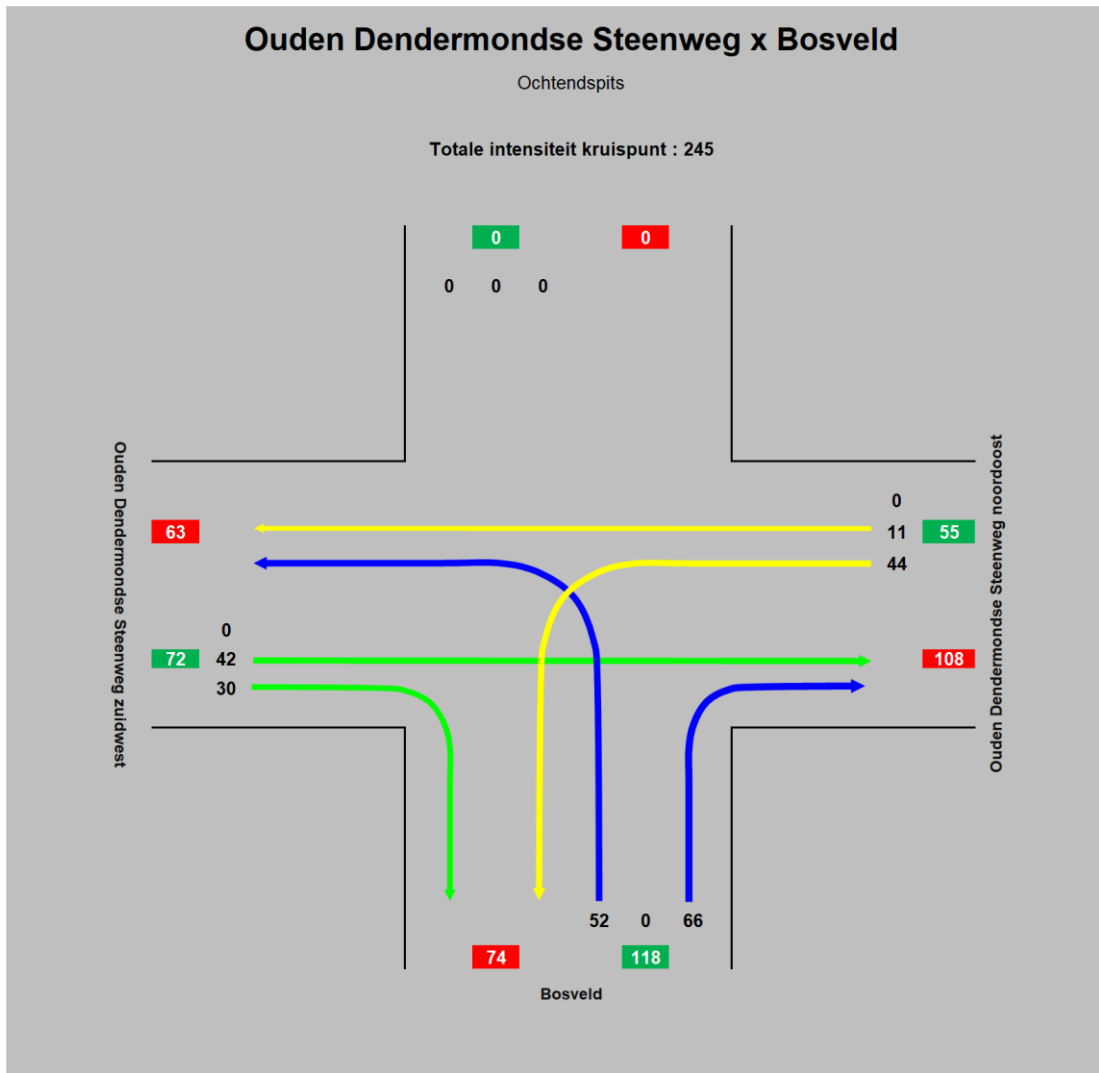 Ouden Dendermondse Steenweg x Bosveld
Ochtendspits
Totale intensiteit kruispunt : 245
0 0
0 0 0
Ouden Dendermondse Steenweg zuidwest
Ouden Dendermondse Steenweg noordoost
0
63 11 55
44
0
72 42 108
30
52 0 66
74 118
Bosveld